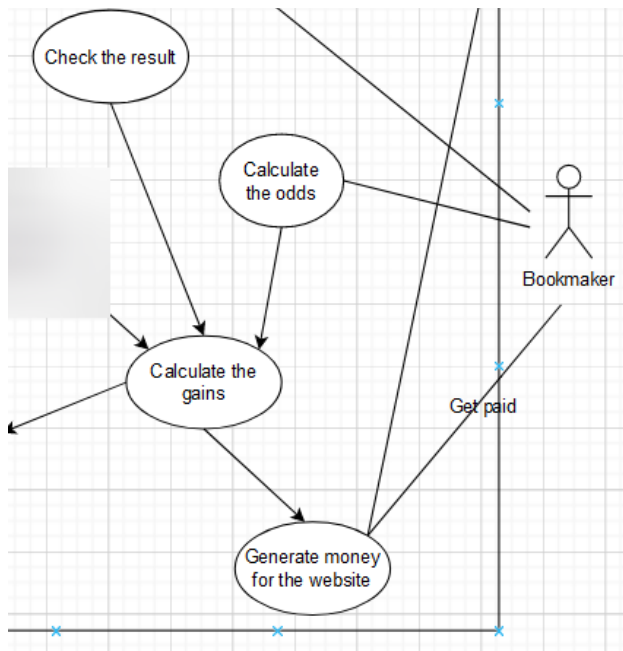 Check the result
Calculate
the odds
Bookmaker
Calculate the
gains
Get paid
Generate money
for the website